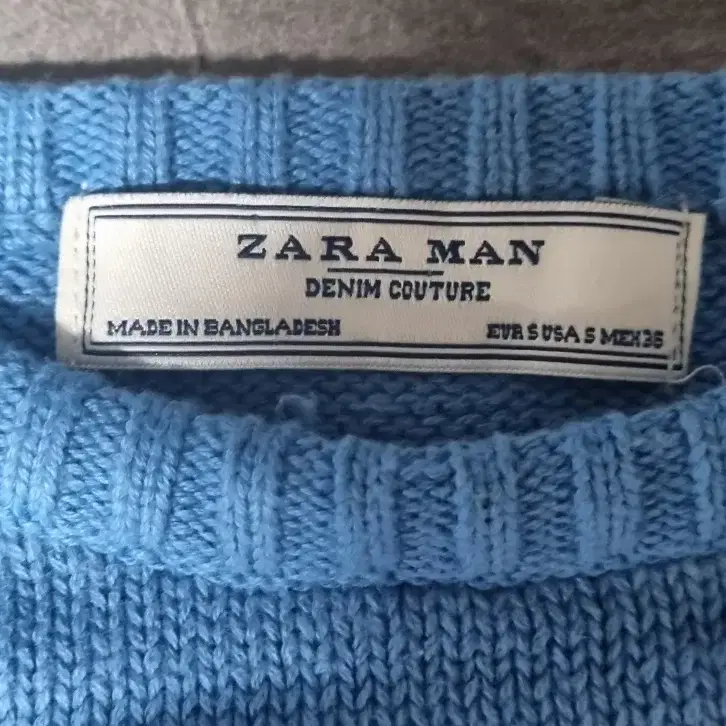 ZARA MAN
DENIM COUTURE
MADE IN BANGLADESH EUR S USA S MEX 36